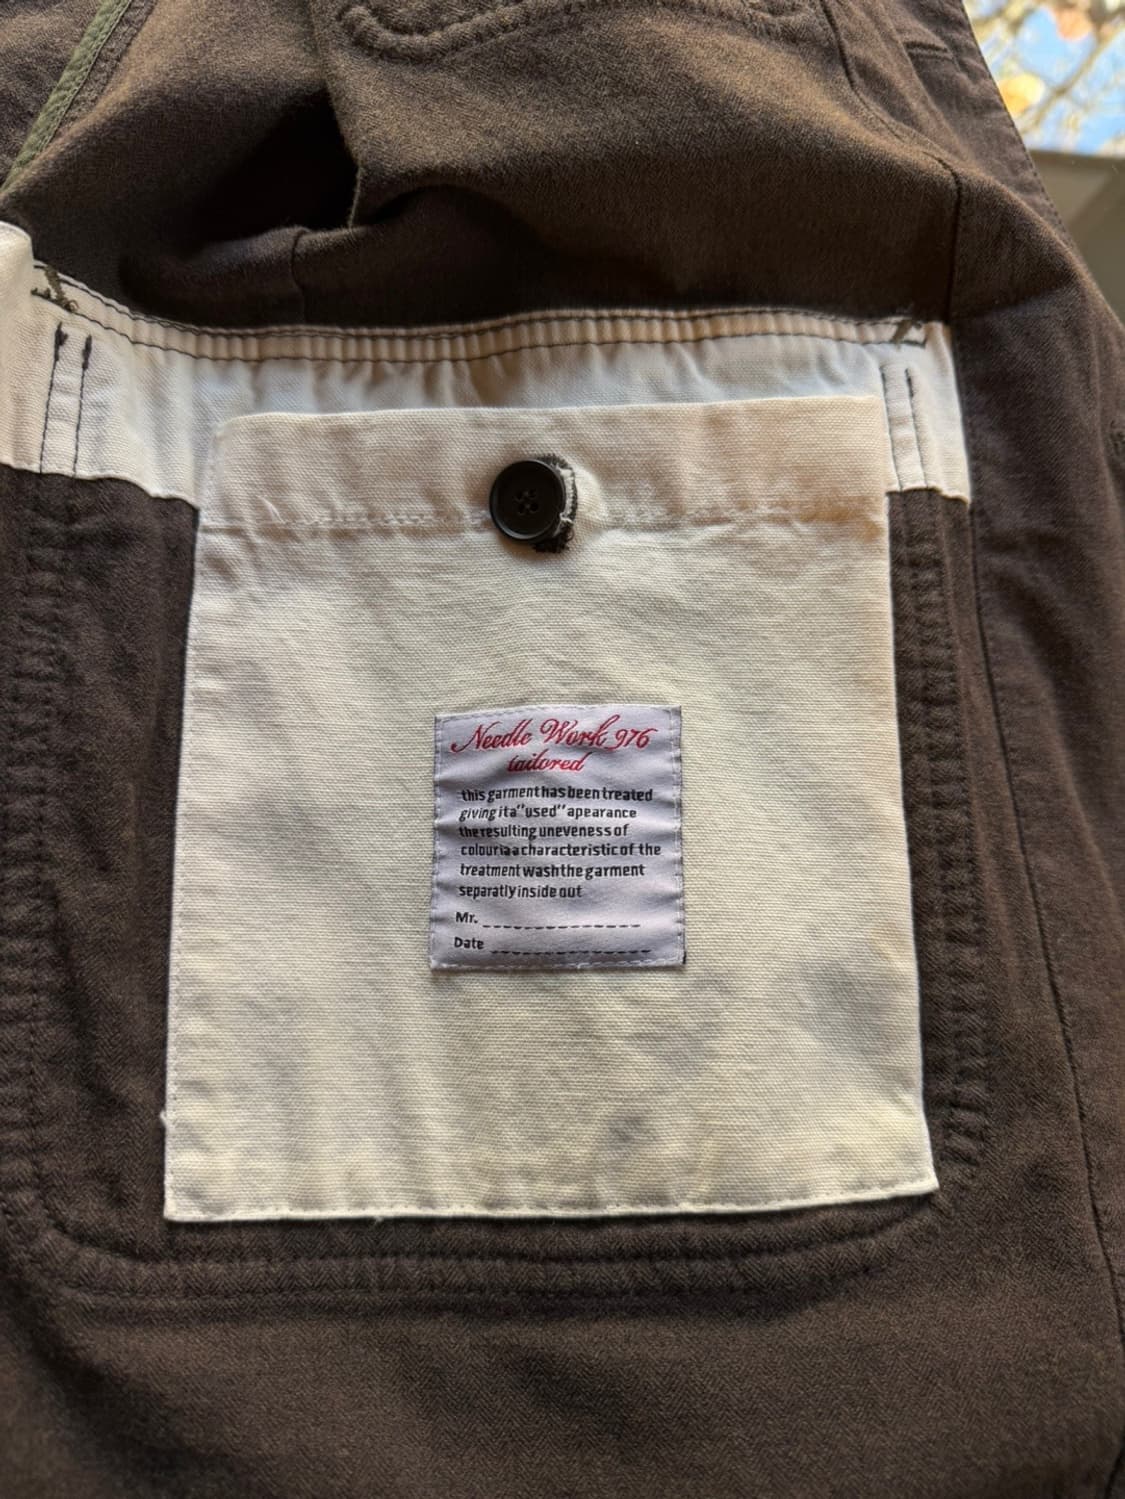 Needle Work 976
tailored
this garment has been treated
giving it a "used" apearance
the resulting uneveness of
colour is a characteristic of the
treatment wash the garment
separatly inside out
Mr.
Date